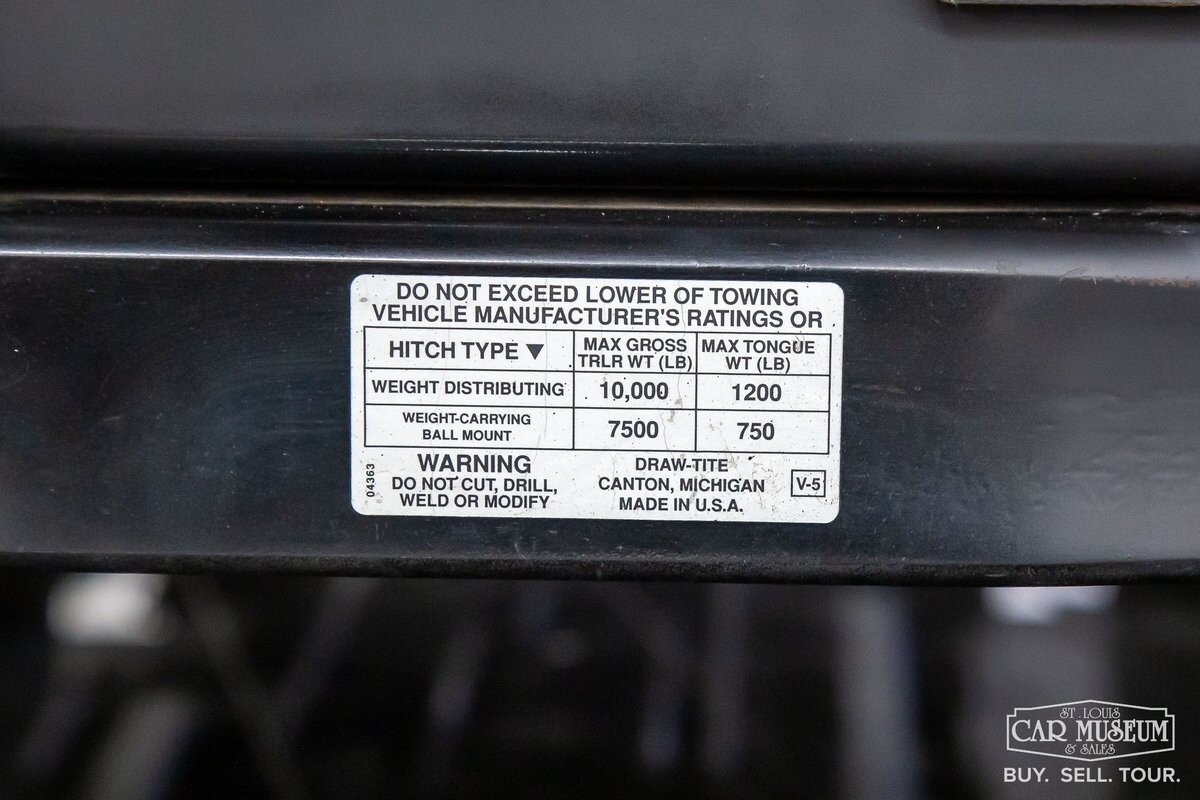 DO NOT EXCEED LOWER OF TOWING
VEHICLE MANUFACTURER'S RATINGS OR
HITCH TYPE ▼
MAX GROSS
TRLR WT (LB)
MAX TONGUE
WT (LB)
WEIGHT DISTRIBUTING
10,000
1200
WEIGHT-CARRYING
BALL MOUNT
7500
750
04363
WARNING
DO NOT CUT, DRILL,
WELD OR MODIFY
DRAW-TITE
CANTON, MICHIGAN
MADE IN U.S.A.
V-5
ST. LOUIS
CAR MUSEUM
& SALES
BUY. SELL. TOUR.